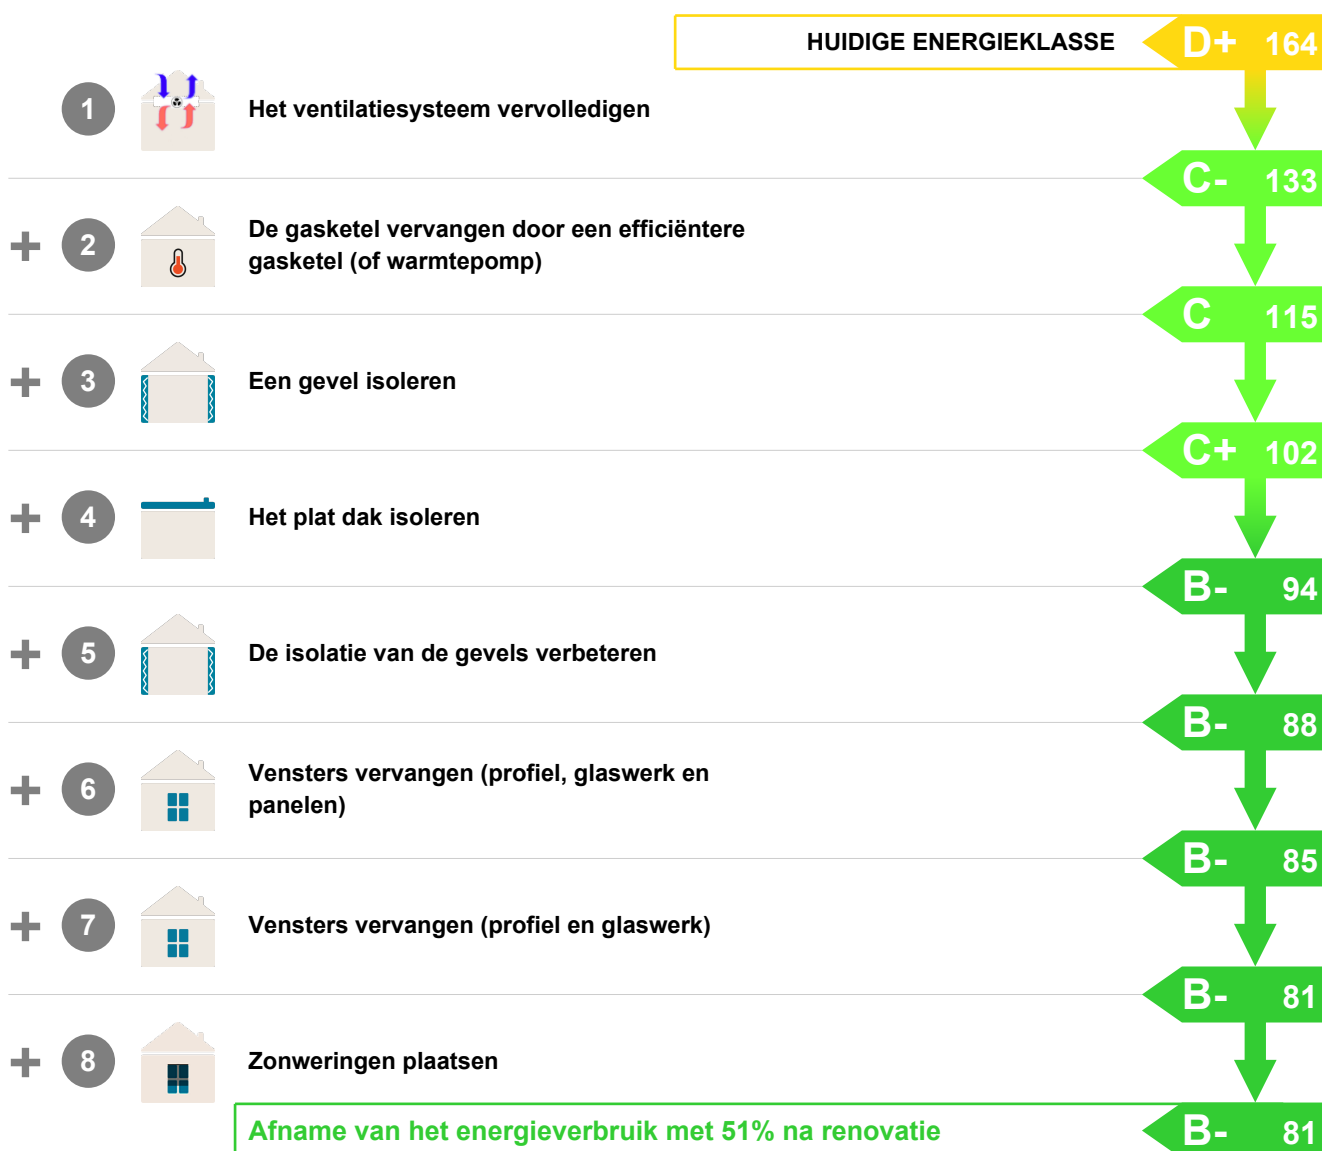 HUIDIGE ENERGIEKLASSE D+ 164
1 Het ventilatiesysteem vervolledigen
C- 133
+ 2 De gasketel vervangen door een efficiëntere
gasketel (of warmtepomp)
C 115
+ 3 Een gevel isoleren
C+ 102
+ 4 Het plat dak isoleren
B- 94
+ 5 De isolatie van de gevels verbeteren
B- 88
+ 6 Vensters vervangen (profiel, glaswerk en
panelen)
B- 85
+ 7 Vensters vervangen (profiel en glaswerk)
B- 81
+ 8 Zonweringen plaatsen
Afname van het energieverbruik met 51% na renovatie B- 81